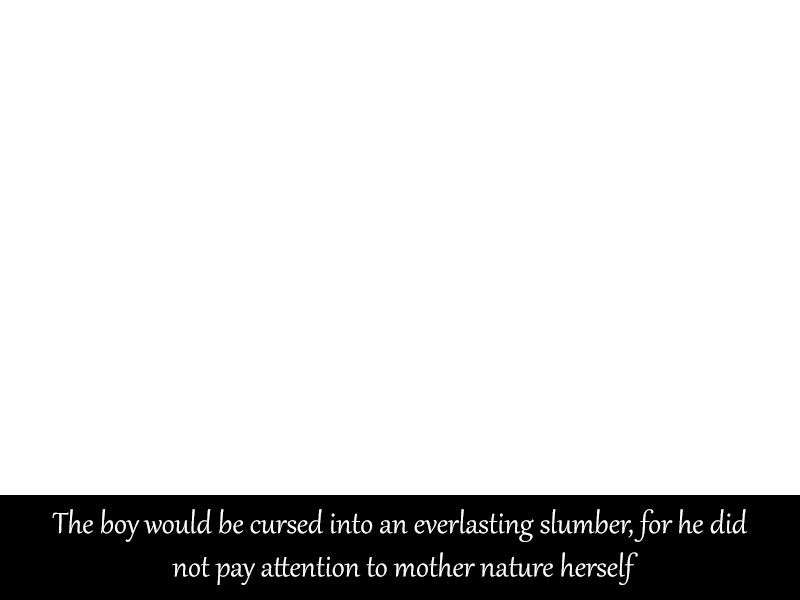 The boy would be cursed into an everlasting slumber, for he did
not pay attention to mother nature herself